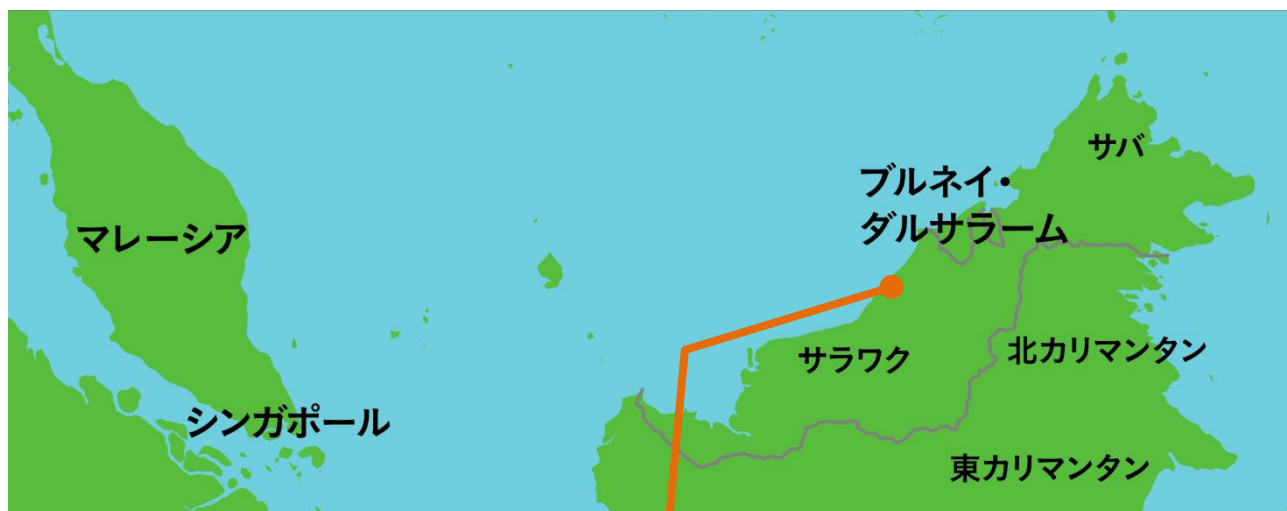 サバ
ブルネイ・
ダルサラーム
マレーシア
サラワク
北カリマンタン
シンガポール
東カリマンタン